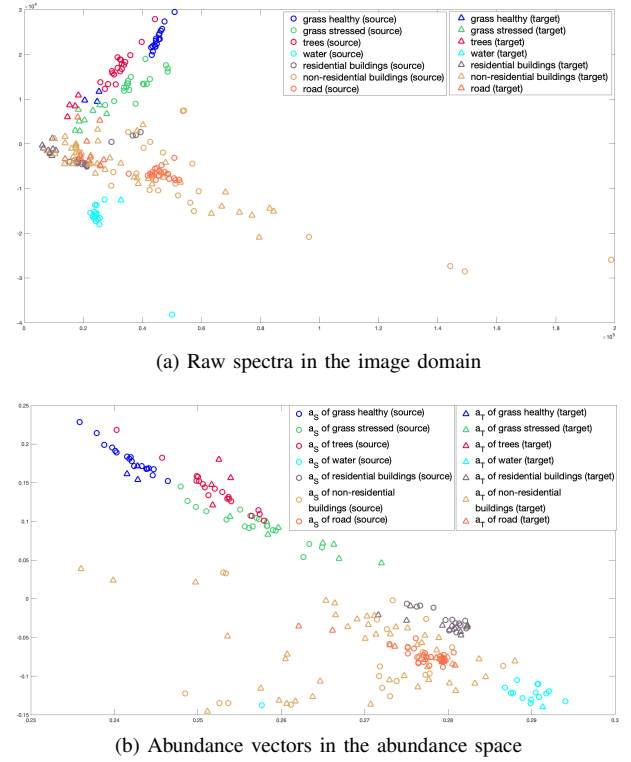 3 × 10⁴
2
1
0
-1
-2
-3
-4
0 0.2 0.4 0.6 0.8 1 1.2 1.4 1.6 1.8 2
× 10⁶
grass healthy (source)
grass stressed (source)
trees (source)
water (source)
residential buildings (source)
non-residential buildings (source)
road (source)
grass healthy (target)
grass stressed (target)
trees (target)
water (target)
residential buildings (target)
non-residential buildings (target)
road (target)
(a) Raw spectra in the image domain
0.25
0.2
0.15
0.1
0.05
0
-0.05
-0.1
-0.15
0.23 0.24 0.25 0.26 0.27 0.28 0.29 0.3
a_S of grass healthy (source)
a_S of grass stressed (source)
a_S of trees (source)
a_S of water (source)
a_S of residential buildings (source)
a_S of non-residential
buildings (source)
a_S of road (source)
a_T of grass healthy (target)
a_T of grass stressed (target)
a_T of trees (target)
a_T of water (target)
a_T of residential buildings (target)
a_T of non-residential
buildings (target)
a_T of road (target)
(b) Abundance vectors in the abundance space